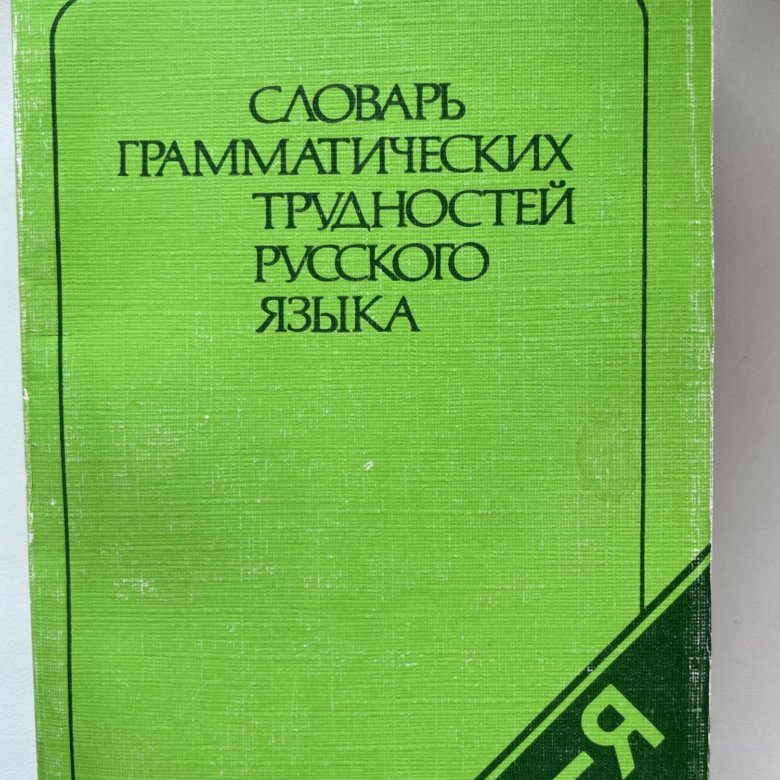 СЛОВАРЬ
ГРАММАТИЧЕСКИХ
ТРУДНОСТЕЙ
РУССКОГО
ЯЗЫКА
Я